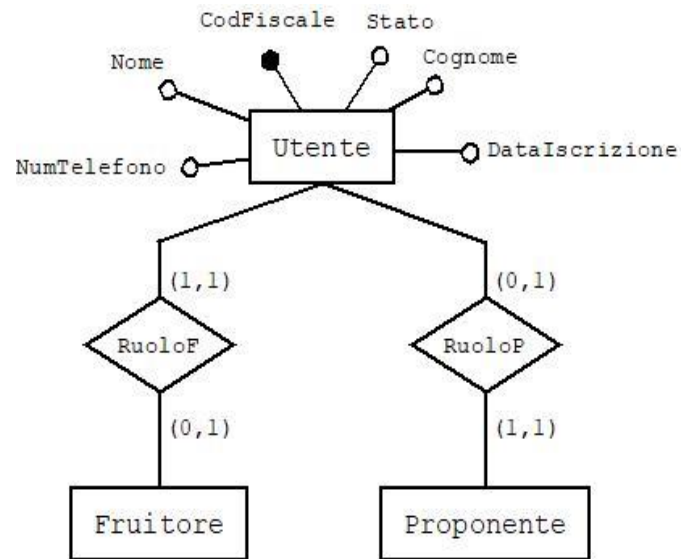 CodFiscale Stato
Nome Cognome
Utente
NumTelefono DataIscrizione
(1,1) (0,1)
RuoloF RuoloP
(0,1) (1,1)
Fruitore Proponente